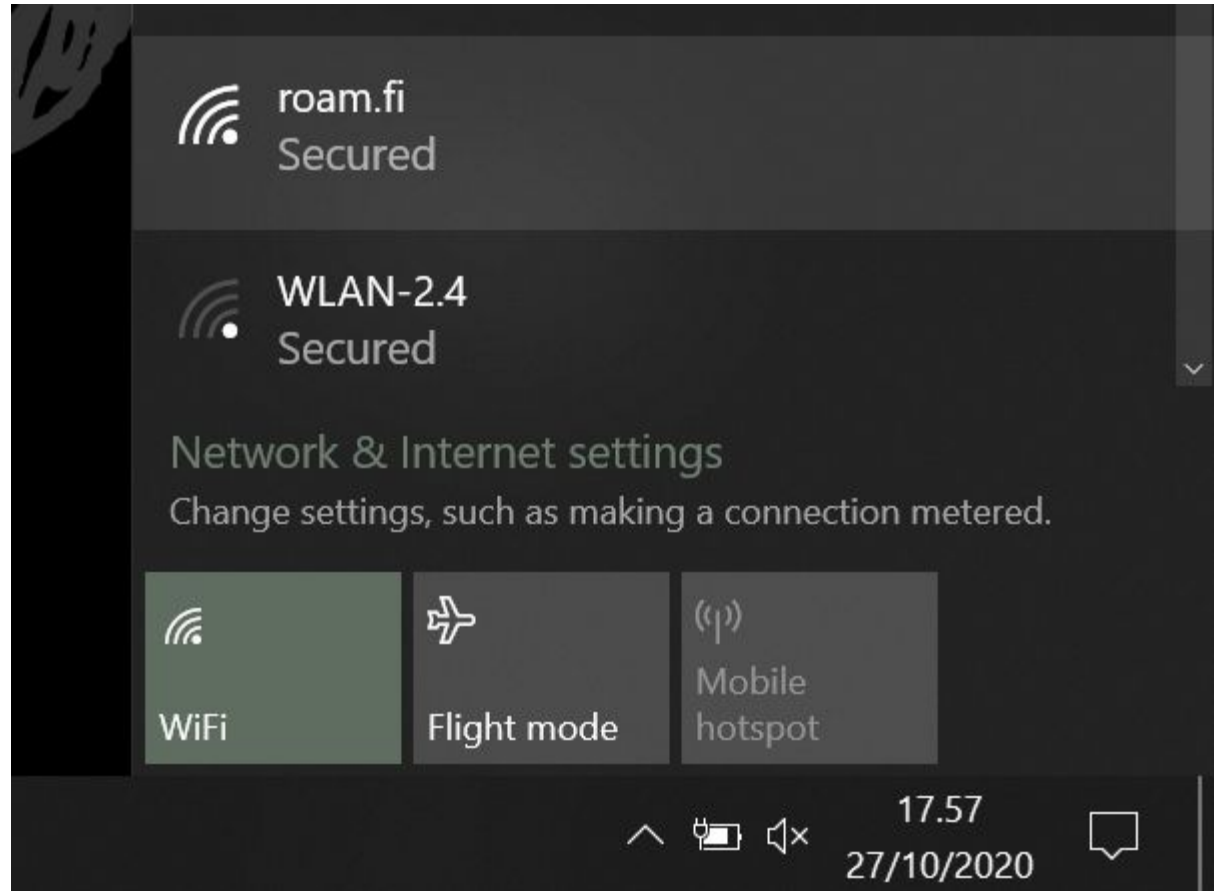 roam.fi
Secured
WLAN-2.4
Secured
Network & Internet settings
Change settings, such as making a connection metered.
WiFi
Flight mode
Mobile
hotspot
17.57
27/10/2020